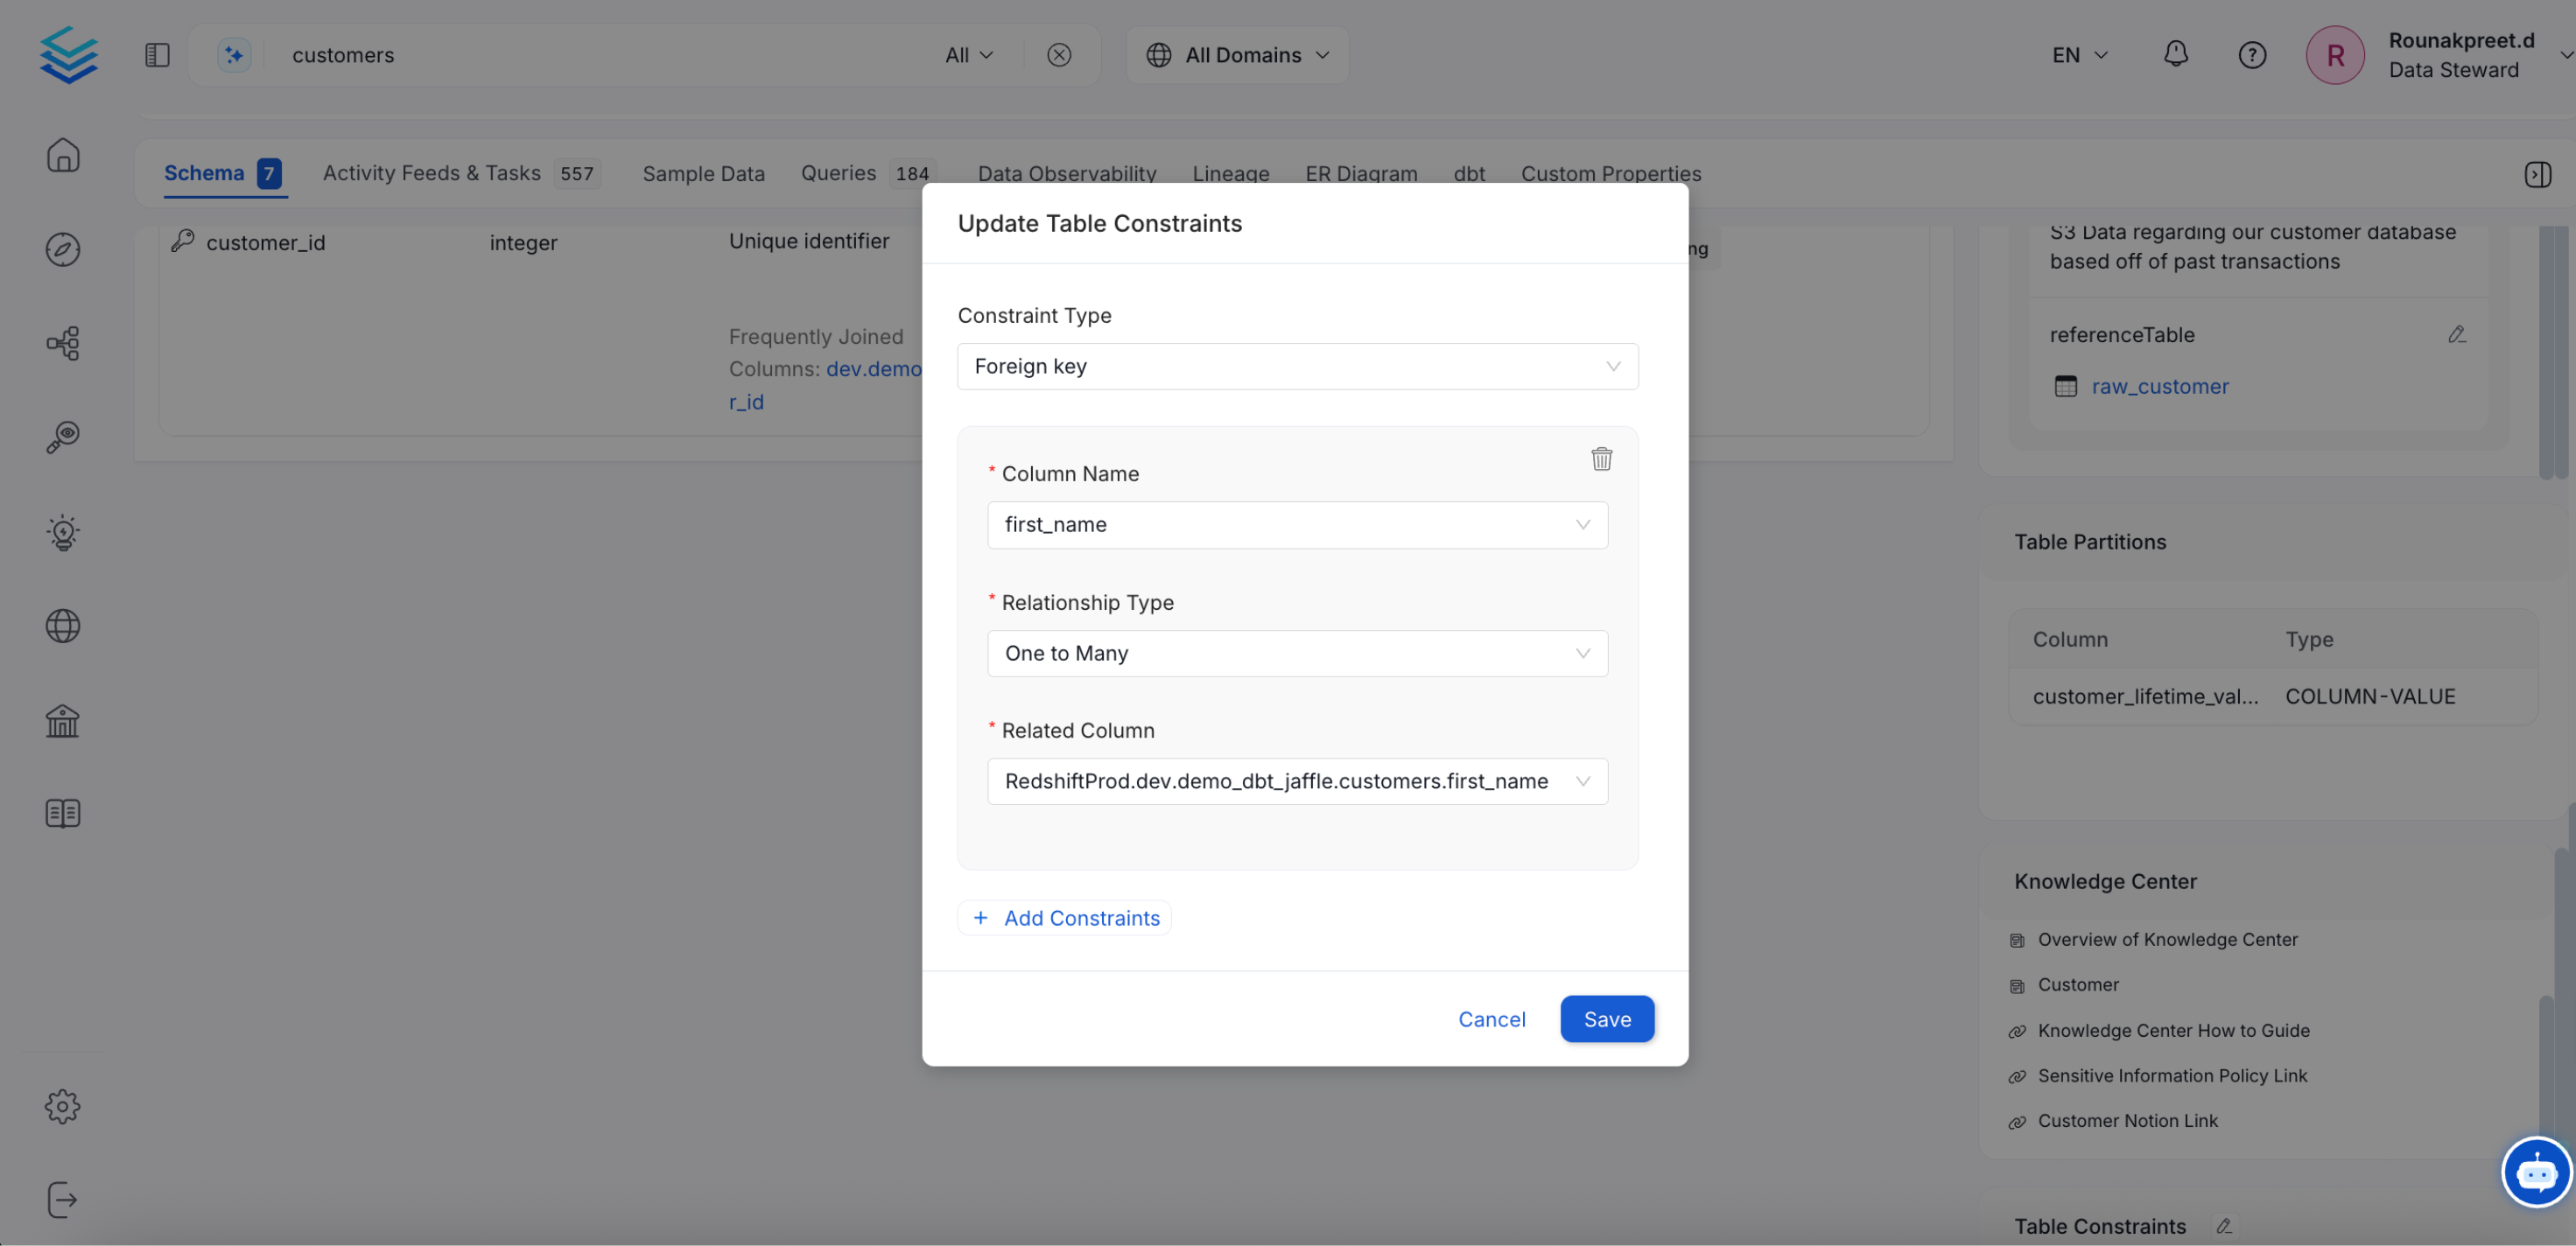 customers
All
All Domains
EN
R
Rounakpreet.d
Data Steward
Schema 7
Activity Feeds & Tasks 557
Sample Data
Queries 184
Data Observability
Lineage
ER Diagram
dbt
Custom Properties
customer_id
integer
Unique identifier
Frequently Joined
Columns: dev.demo
r_id
ng
Update Table Constraints
Constraint Type
Foreign key
* Column Name
first_name
* Relationship Type
One to Many
* Related Column
RedshiftProd.dev.demo_dbt_jaffle.customers.first_name
+ Add Constraints
Cancel
Save
S3 Data regarding our customer database
based off of past transactions
referenceTable
raw_customer
Table Partitions
Column Type
customer_lifetime_val... COLUMN-VALUE
Knowledge Center
Overview of Knowledge Center
Customer
Knowledge Center How to Guide
Sensitive Information Policy Link
Customer Notion Link
Table Constraints